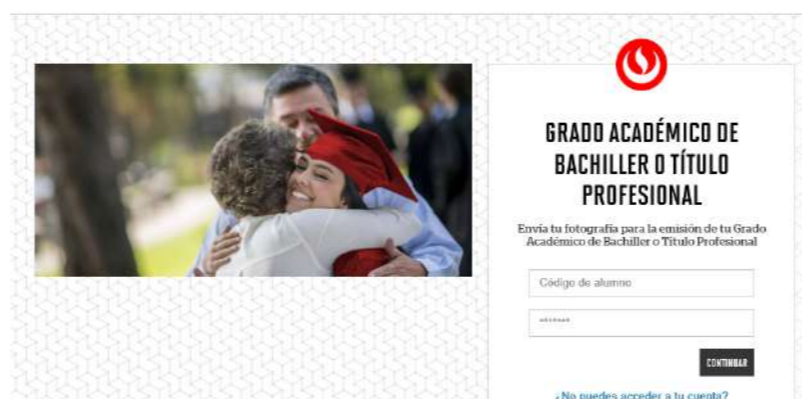 GRADO ACADÉMICO DE
BACHILLER O TÍTULO
PROFESIONAL
Envía tu fotografía para la emisión de tu Grado
Académico de Bachiller o Título Profesional
Código de alumno
********
CONTINUAR
¿No puedes acceder a tu cuenta?